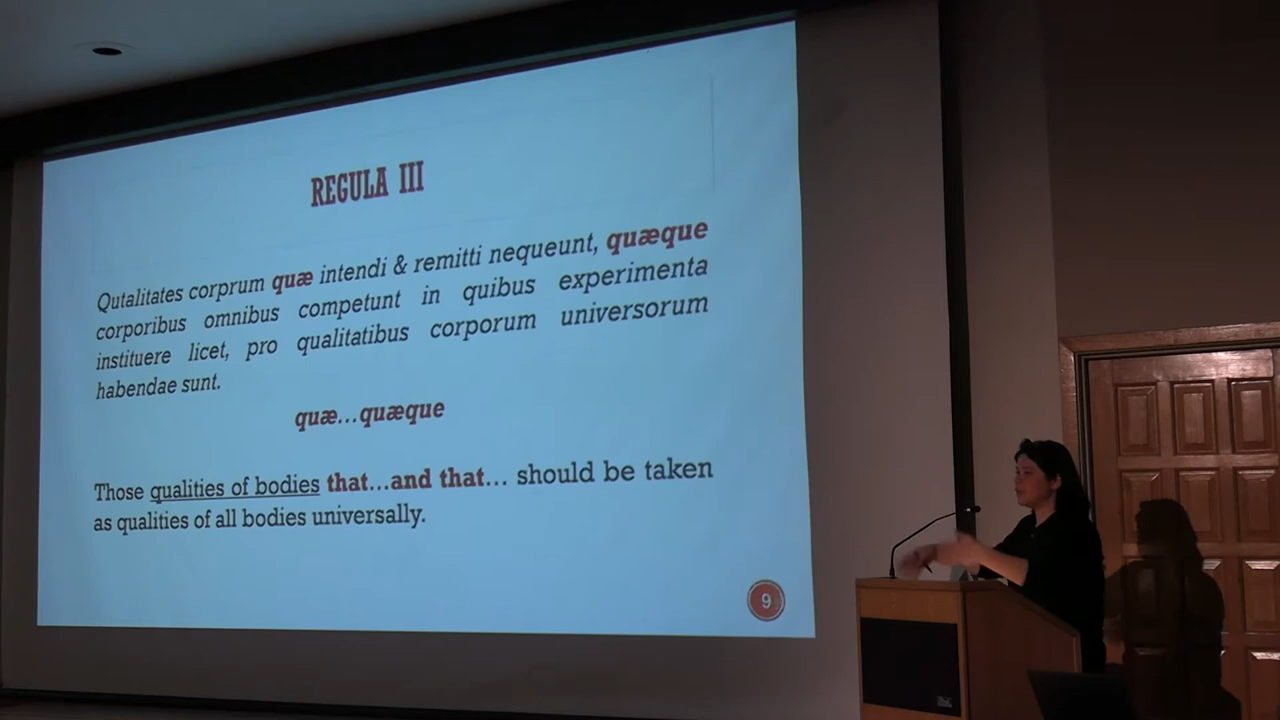 REGULA III
Qutalitates corprum quæ intendi & remitti nequeunt, quæque
corporibus omnibus competunt in quibus experimenta
instituere licet, pro qualitatibus corporum universorum
habendae sunt.
quæ...quæque
Those qualities of bodies that...and that... should be taken
as qualities of all bodies universally.
9